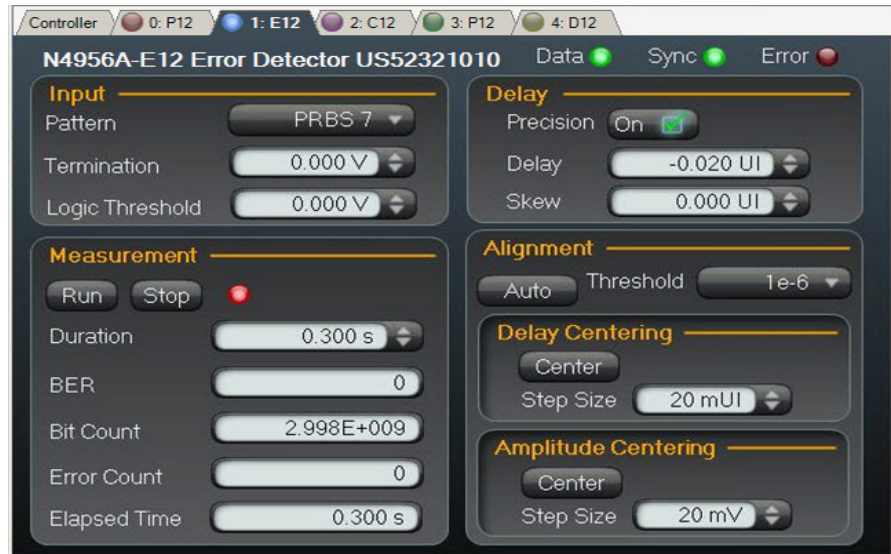 Controller 0: P12 1: E12 2: C12 3: P12 4: D12
N4956A-E12 Error Detector US52321010 Data Sync Error
Input
Pattern PRBS 7
Termination 0.000 V
Logic Threshold 0.000 V
Measurement
Run Stop
Duration 0.300 s
BER 0
Bit Count 2.998E+009
Error Count 0
Elapsed Time 0.300 s
Delay
Precision On
Delay -0.020 UI
Skew 0.000 UI
Alignment
Auto Threshold 1e-6
Delay Centering
Center
Step Size 20 mUI
Amplitude Centering
Center
Step Size 20 mV